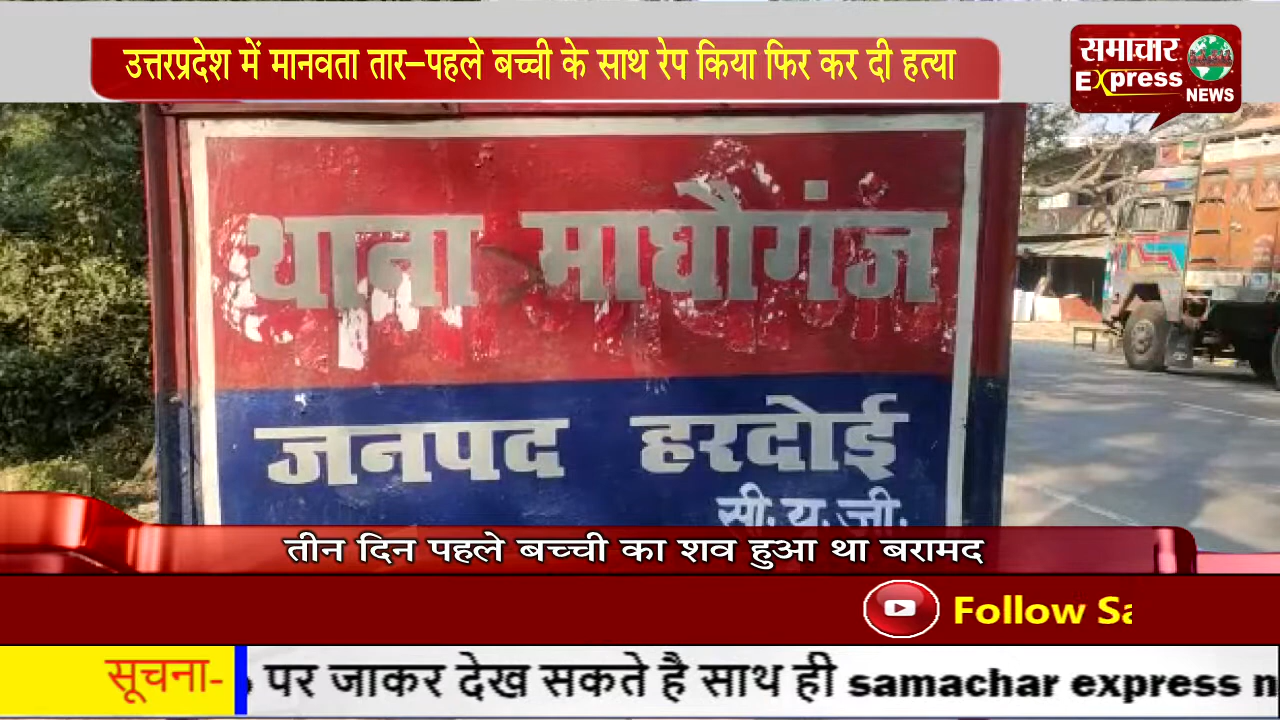 उत्तरप्रदेश में मानवता तार–पहले बच्ची के साथ रेप किया फिर कर दी हत्या
समाचार
Express
NEWS
थाना माधौगंज
जनपद हरदोई
सी.यू.जी.
तीन दिन पहले बच्ची का शव हुआ था बरामद
Follow Sa
सूचना-
पर जाकर देख सकते है साथ ही samachar express n